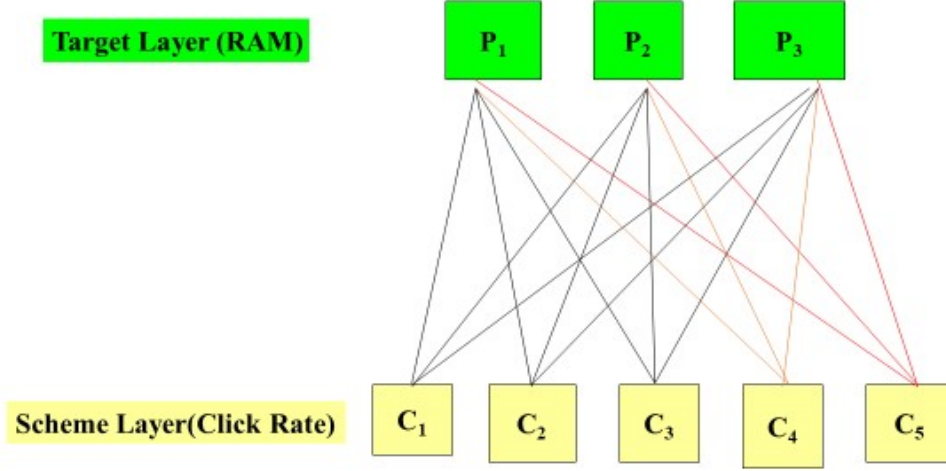 Target Layer (RAM) P₁ P₂ P₃
Scheme Layer(Click Rate) C₁ C₂ C₃ C₄ C₅